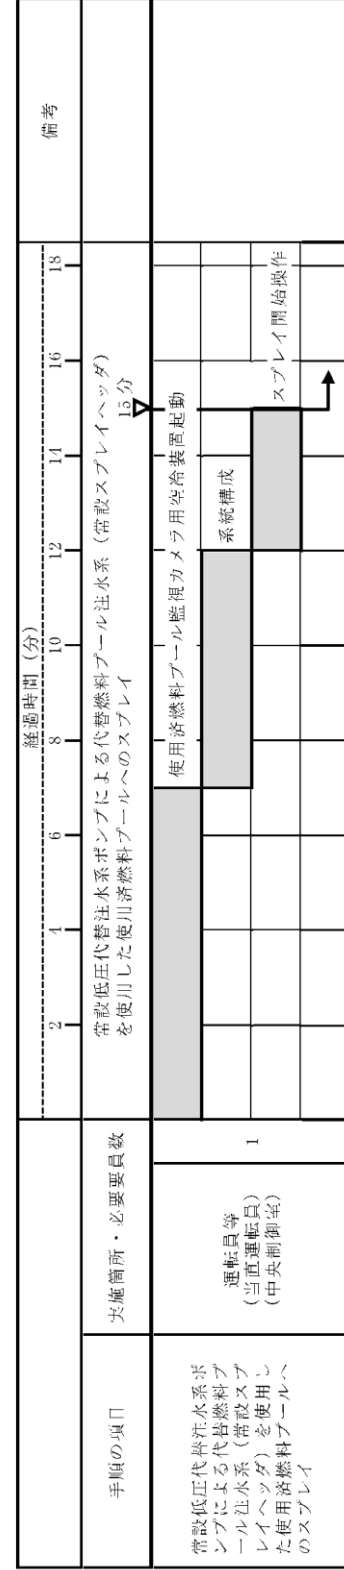 手順の項目
実施箇所・必要要員数
経過時間（分）
2 4 6 8 10 12 14 16 18
備考
常設低圧代替注水系ポンプによる代替燃料プール注水系（常設スプレイヘッダ）
を使用した使用済燃料プールへのスプレイ
15分
常設低圧代替注水系ポ
ンプによる代替燃料プ
ール注水系（常設スプ
レイヘッダ）を使用し
た使用済燃料プールへ
のスプレイ
運転員等
（当直運転員）
（中央制御室）
1
使用済燃料プール監視カメラ用空冷装置起動
系統構成
スプレイ開始操作